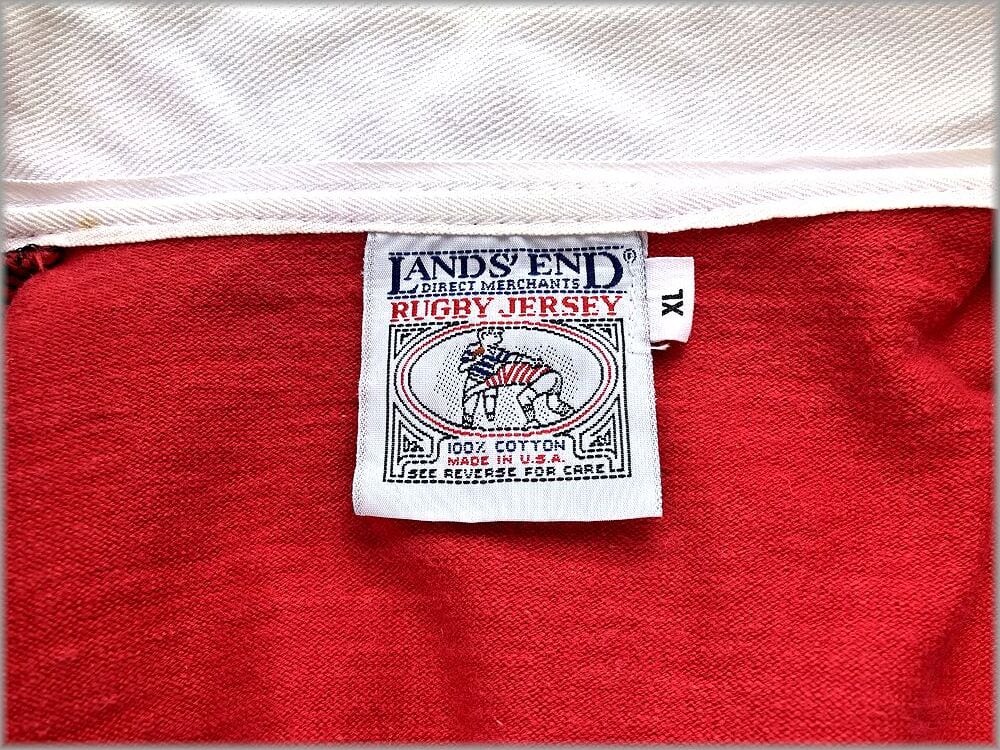 LANDS' END®
DIRECT MERCHANTS
RUGBY JERSEY
XL
100% COTTON
MADE IN U.S.A.
SEE REVERSE FOR CARE